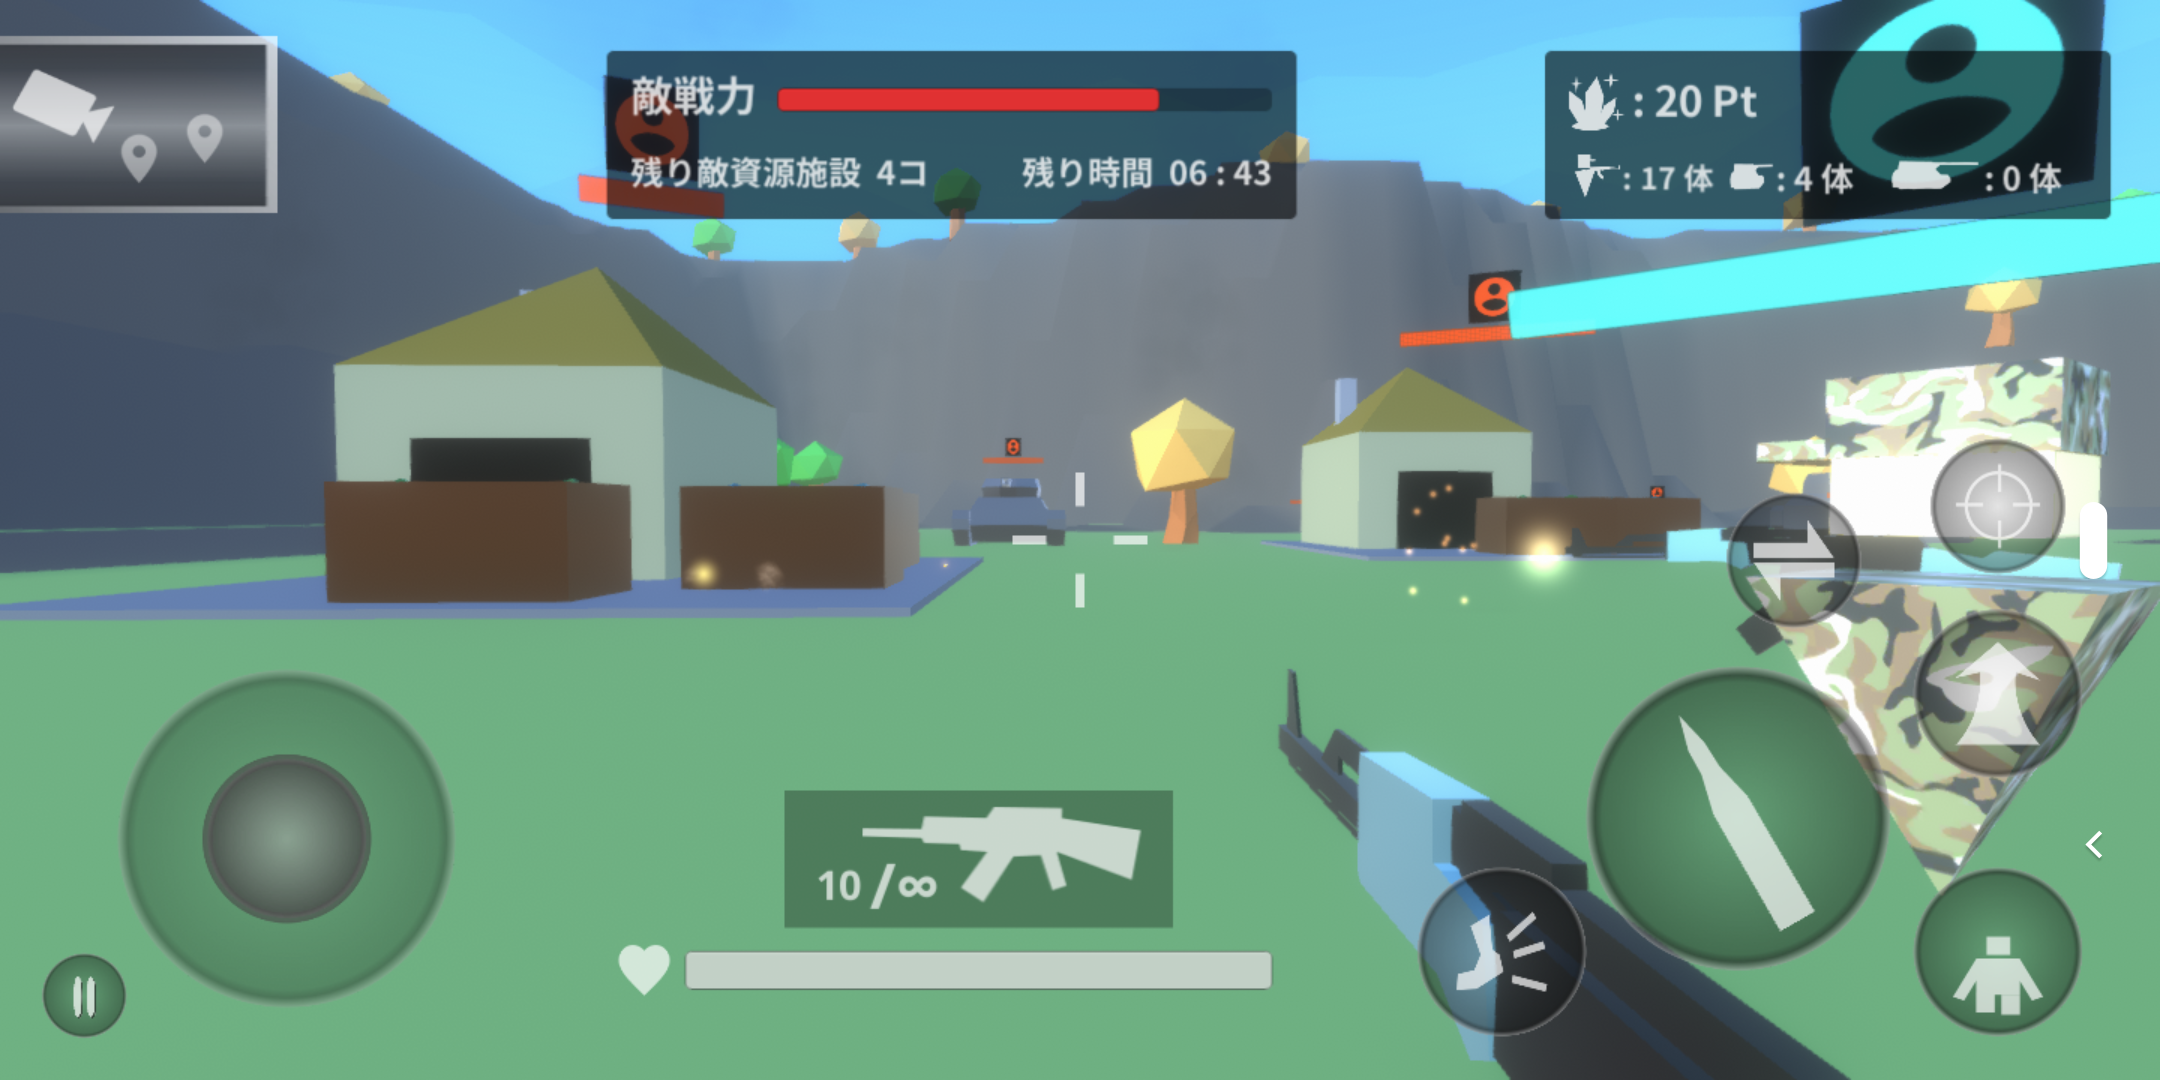 敵戦力
残り敵資源施設 4コ 残り時間 06:43
: 20 Pt
: 17 体 : 4 体 : 0 体
10 / ∞